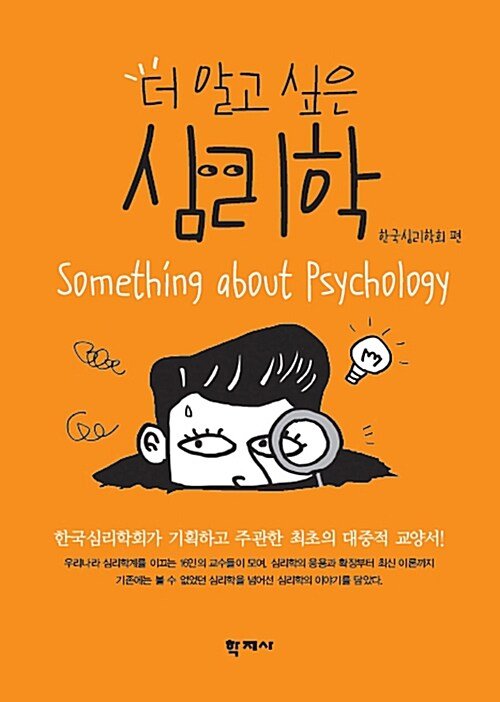 더 알고 싶은
심리학
한국심리학회 편
Something about Psychology
한국심리학회가 기획하고 주관한 최초의 대중적 교양서!
우리나라 심리학계를 이끄는 16인의 교수들이 모여, 심리학의 응용과 확장부터 최신 이론까지
기존에는 볼 수 없었던 심리학을 넘어선 심리학의 이야기를 담았다.
학지사